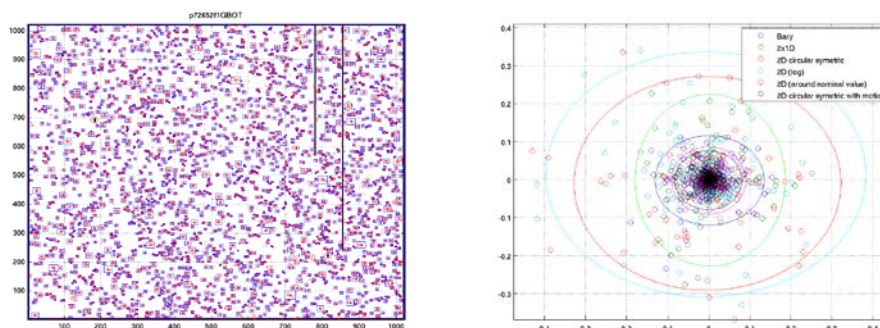 p72652f1GBOT
1000
900
800
700
600
500
400
300
200
100
100 200 300 400 500 600 700 800 900 1000
0.4
0.3
0.2
0.1
0
-0.1
-0.2
-0.3
Bary
2x1D
2D circular symetric
2D (log)
2D (around nominal value)
2D circular symetric with motion